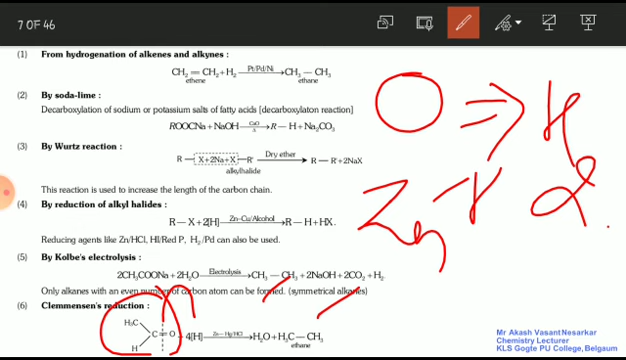 7 OF 46
(1) From hydrogenation of alkenes and alkynes :
CH₂ = CH₂ + H₂ —Pt/Pd/Ni→ CH₃ — CH₃
ethene ethane
(2) By soda-lime :
Decarboxylation of sodium or potassium salts of fatty acids [decarboxylaton reaction]
ROOCNa + NaOH —CaO/Δ→ R — H + Na₂CO₃
(3) By Wurtz reaction :
R — X + 2Na + X — R' —Dry ether→ R — R' + 2NaX
alkylhalide
This reaction is used to increase the length of the carbon chain.
(4) By reduction of alkyl halides :
R — X + 2[H] —Zn-Cu/Alcohol→ R — H + HX.
Reducing agents like Zn/HCl, HI/Red P, H₂/Pd can also be used.
(5) By Kolbe's electrolysis :
2CH₃COONa + 2H₂O —Electrolysis→ CH₃ — CH₃ + 2NaOH + 2CO₂ + H₂
Only alkanes with an even number of carbon atom can be formed. (symmetrical alkanes)
(6) Clemmensen's reduction :
H₃C
C = O + 4[H] —Zn-Hg/HCl→ H₂O + H₃C — CH₃
H
ethane
O ⇒ H
Zn
Mr Akash VasantNesarkar
Chemistry Lecturer
KLS Gogte PU College, Belgaum